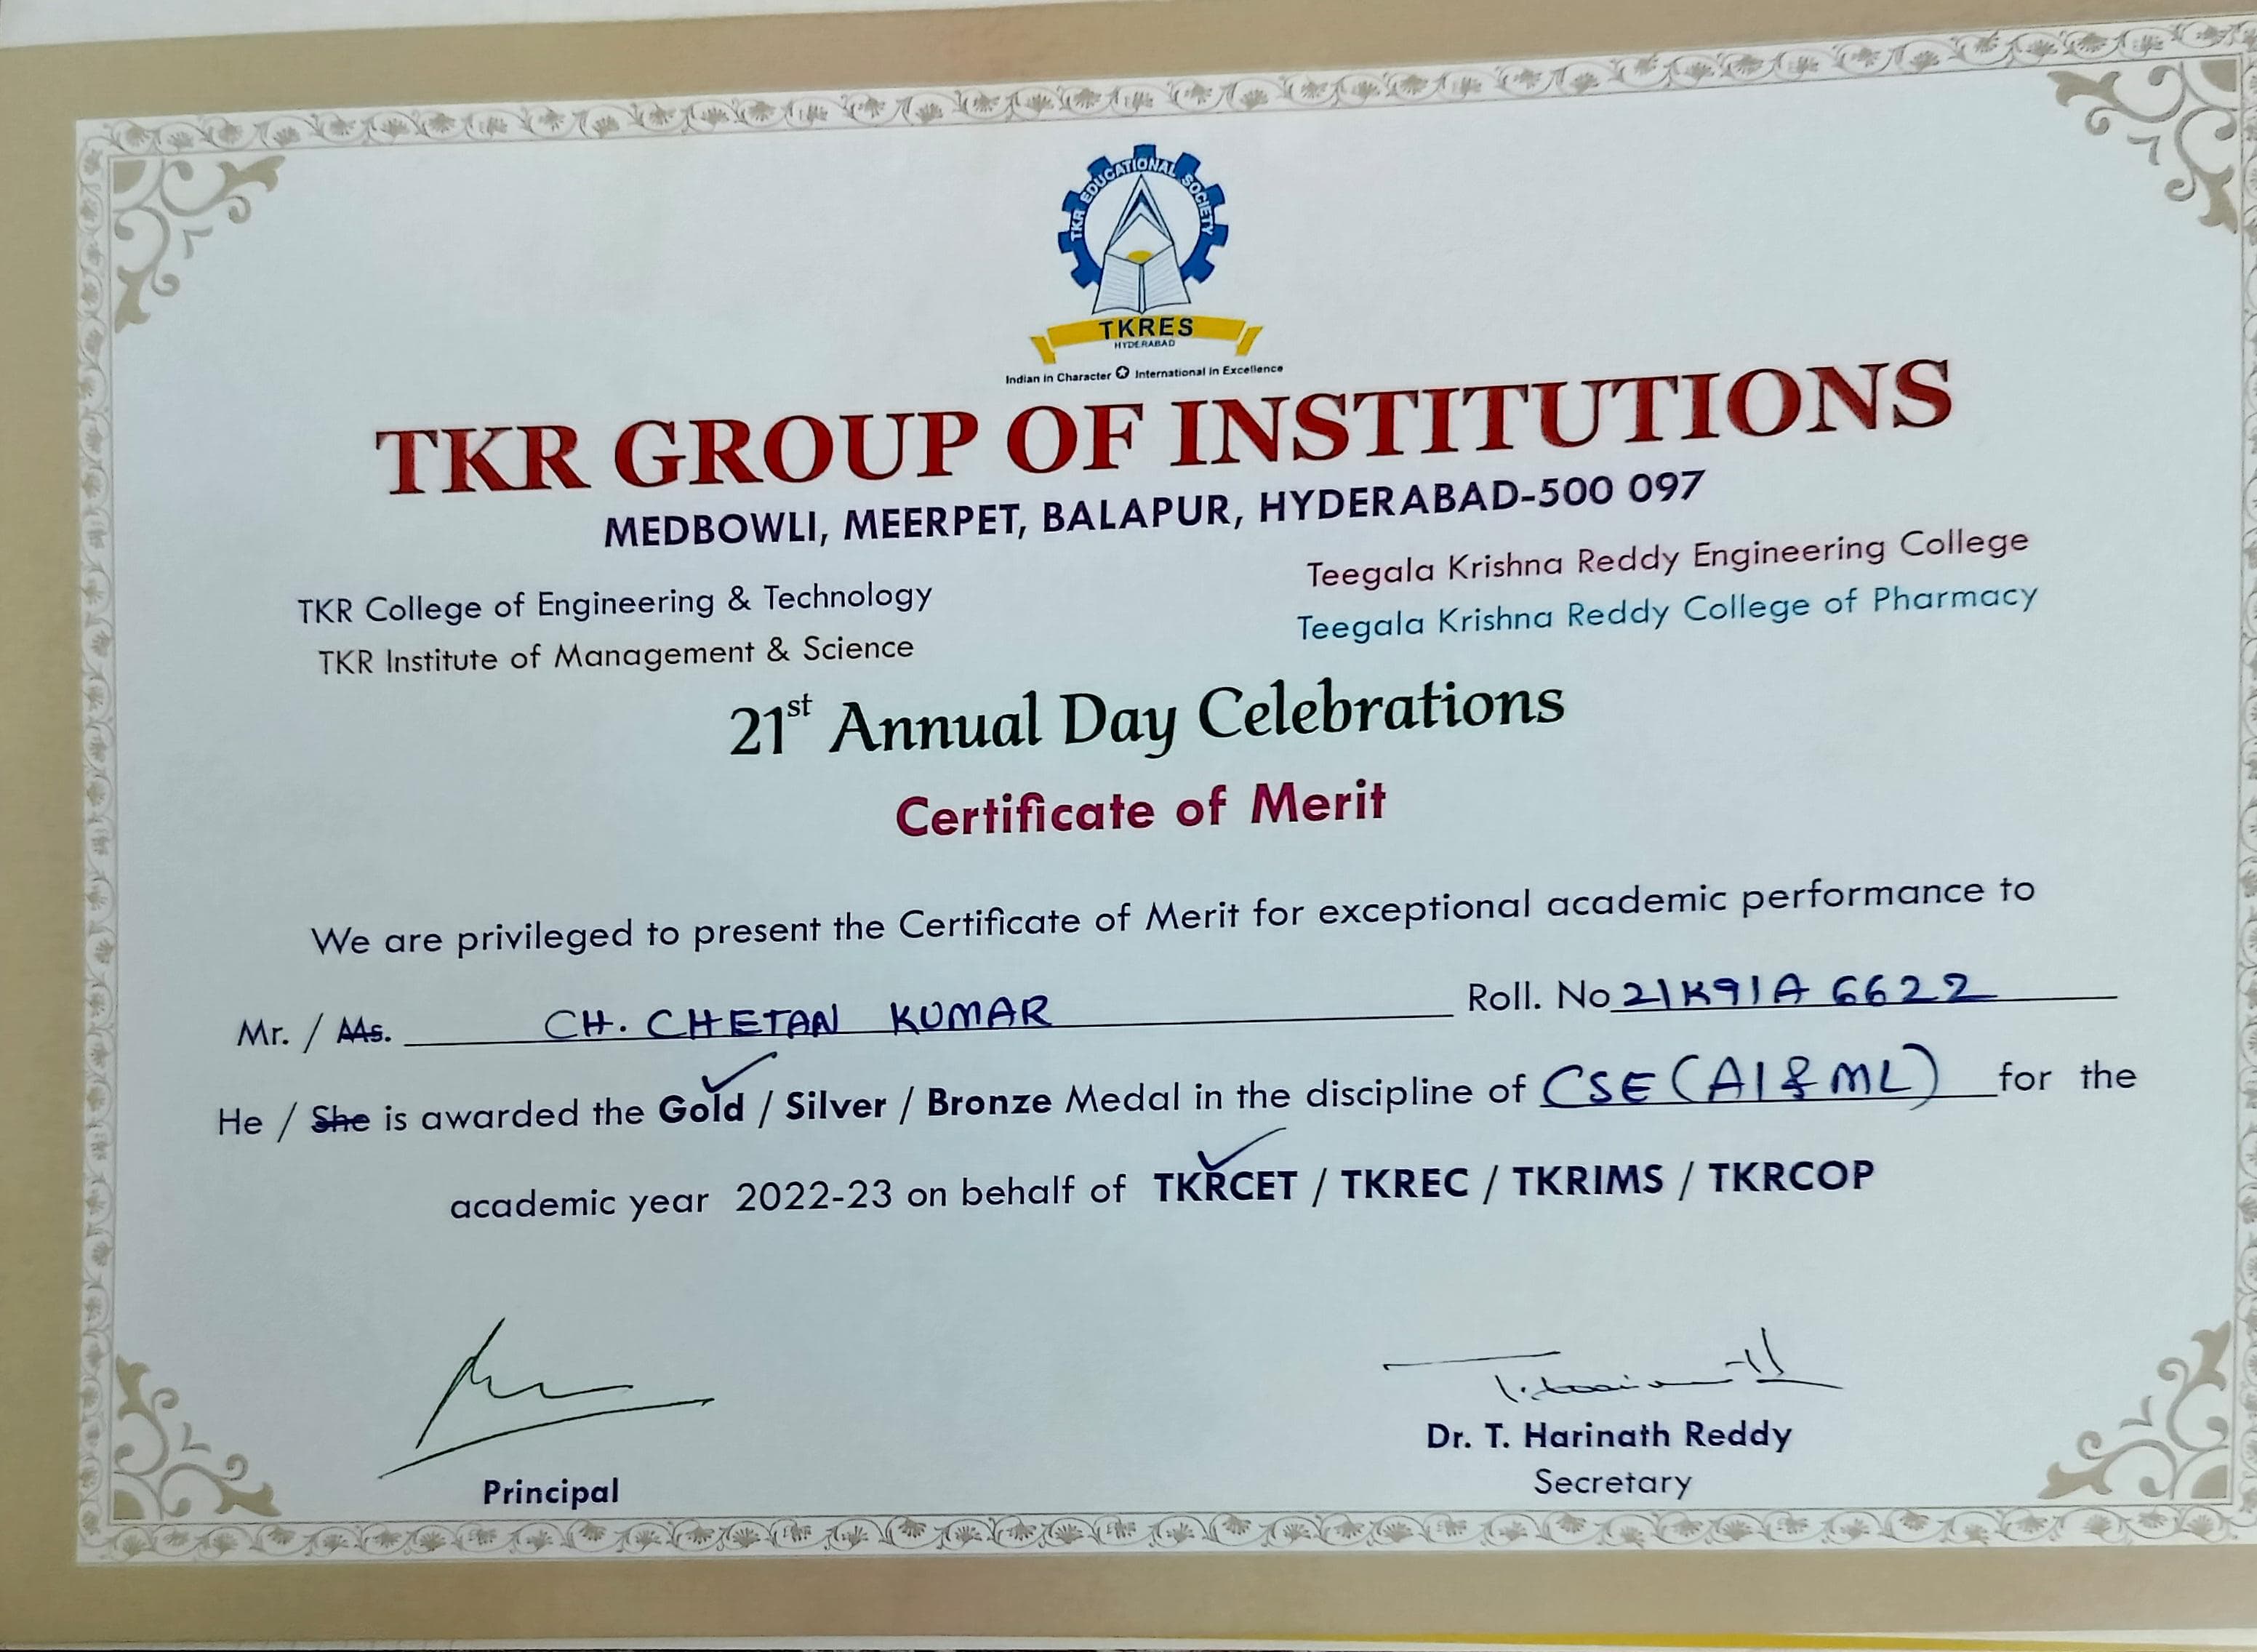 TKR EDUCATIONAL SOCIETY
TKRES
HYDERABAD
Indian in Character ✪ International in Excellence
TKR GROUP OF INSTITUTIONS
MEDBOWLI, MEERPET, BALAPUR, HYDERABAD-500 097
TKR College of Engineering & Technology
TKR Institute of Management & Science
Teegala Krishna Reddy Engineering College
Teegala Krishna Reddy College of Pharmacy
21st Annual Day Celebrations
Certificate of Merit
We are privileged to present the Certificate of Merit for exceptional academic performance to
Mr. / Ms. CH. CHETAN KUMAR Roll. No 21K91A 6622
He / She is awarded the Gold / Silver / Bronze Medal in the discipline of CSE (AI & ML) for the
academic year 2022-23 on behalf of TKRCET / TKREC / TKRIMS / TKRCOP
Principal
Dr. T. Harinath Reddy
Secretary